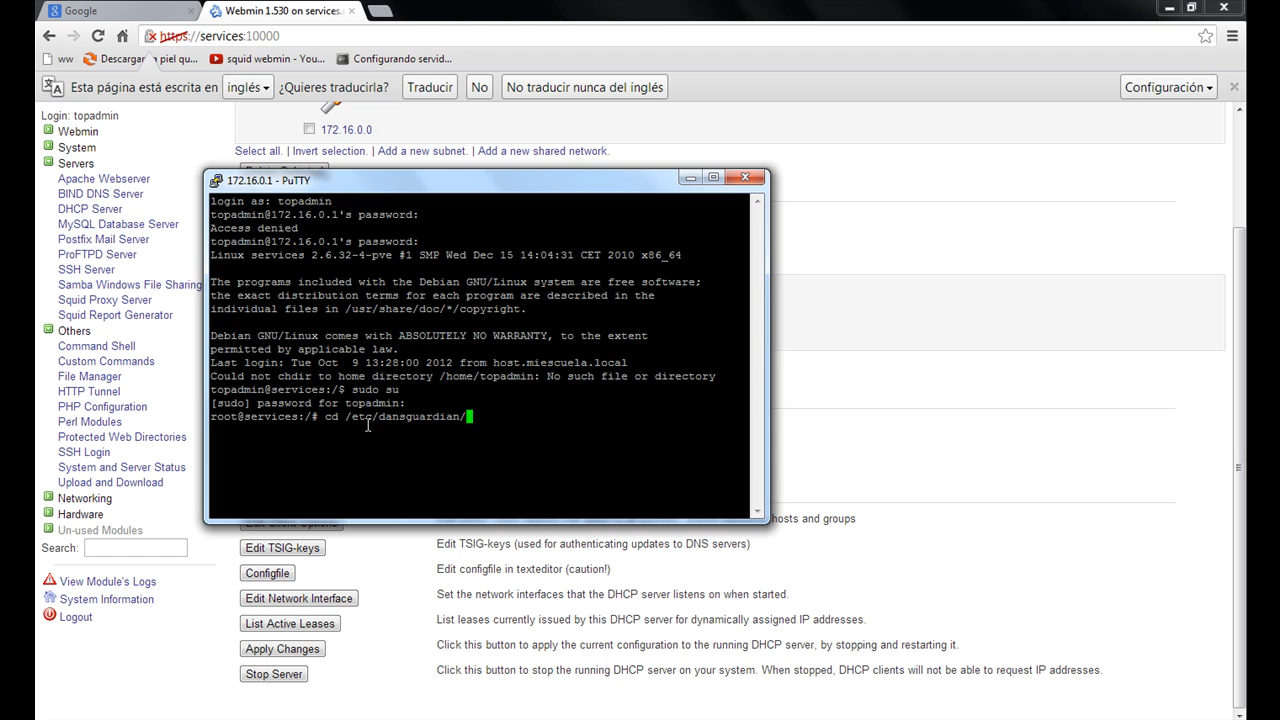 Google
Webmin 1.530 on services.
https://services:10000
ww
Descargar
piel qu...
squid webmin - You...
Configurando servid...
Esta página está escrita en
inglés
¿Quieres traducirla?
Traducir
No
No traducir nunca del inglés
Configuración
Login: topadmin
Webmin
System
Servers
Apache Webserver
BIND DNS Server
DHCP Server
MySQL Database Server
Postfix Mail Server
ProFTPD Server
SSH Server
Samba Windows File Sharing
Squid Proxy Server
Squid Report Generator
Others
Command Shell
Custom Commands
File Manager
HTTP Tunnel
PHP Configuration
Perl Modules
Protected Web Directories
SSH Login
System and Server Status
Upload and Download
Networking
Hardware
Un-used Modules
Search:
View Module's Logs
System Information
Logout
172.16.0.0
Select all. | Invert selection. | Add a new subnet. | Add a new shared network.
172.16.0.1 - PuTTY
login as: topadmin
topadmin@172.16.0.1's password:
Access denied
topadmin@172.16.0.1's password:
Linux services 2.6.32-4-pve #1 SMP Wed Dec 15 14:04:31 CET 2010 x86_64
The programs included with the Debian GNU/Linux system are free software;
the exact distribution terms for each program are described in the
individual files in /usr/share/doc/*/copyright.
Debian GNU/Linux comes with ABSOLUTELY NO WARRANTY, to the extent
permitted by applicable law.
Last login: Tue Oct  9 13:28:00 2012 from host.miescuela.local
Could not chdir to home directory /home/topadmin: No such file or directory
topadmin@services:/$ sudo su
[sudo] password for topadmin:
root@services:/# cd /etc/dansguardian/
Edit Client Options
hosts and groups
Edit TSIG-keys
Edit TSIG-keys (used for authenticating updates to DNS servers)
Configfile
Edit configfile in texteditor (caution!)
Edit Network Interface
Set the network interfaces that the DHCP server listens on when started.
List Active Leases
List leases currently issued by this DHCP server for dynamically assigned IP addresses.
Apply Changes
Click this button to apply the current configuration to the running DHCP server, by stopping and restarting it.
Stop Server
Click this button to stop the running DHCP server on your system. When stopped, DHCP clients will not be able to request IP addresses.